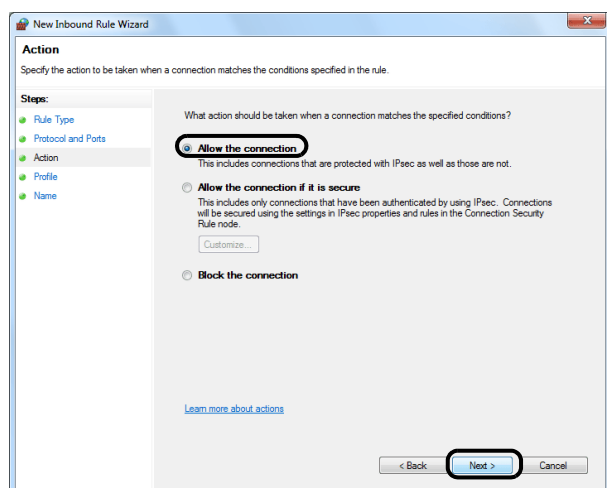 New Inbound Rule Wizard
Action
Specify the action to be taken when a connection matches the conditions specified in the rule.
Steps:
Rule Type
Protocol and Ports
Action
Profile
Name
What action should be taken when a connection matches the specified conditions?
Allow the connection
This includes connections that are protected with IPsec as well as those are not.
Allow the connection if it is secure
This includes only connections that have been authenticated by using IPsec. Connections
will be secured using the settings in IPsec properties and rules in the Connection Security
Rule node.
Customize...
Block the connection
Learn more about actions
< Back
Next >
Cancel